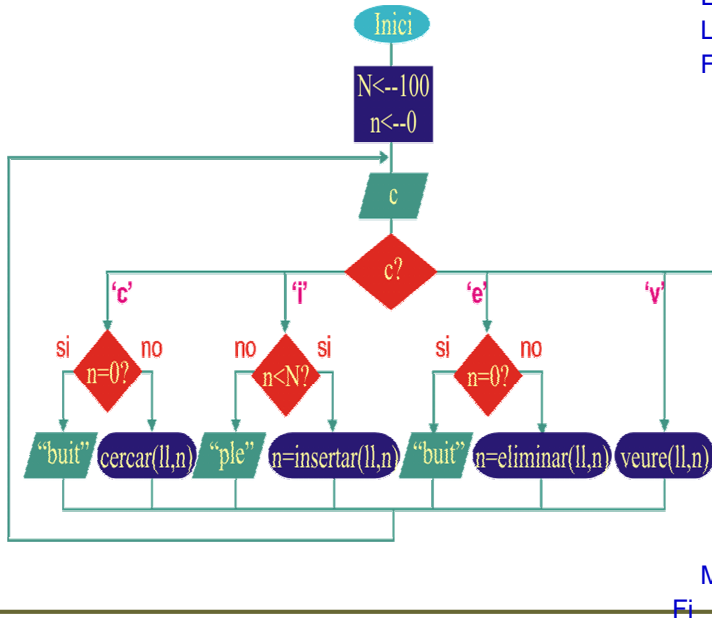 Inici
L
F
N<--100
n<--0
c
c?
‘c’
‘i’
‘e’
‘v’
si
no
no
si
si
no
n=0?
n<N?
n=0?
“buit”
cercar(ll,n)
“ple”
n=insertar(ll,n)
“buit”
n=eliminar(ll,n)
veure(ll,n)
M
Fi